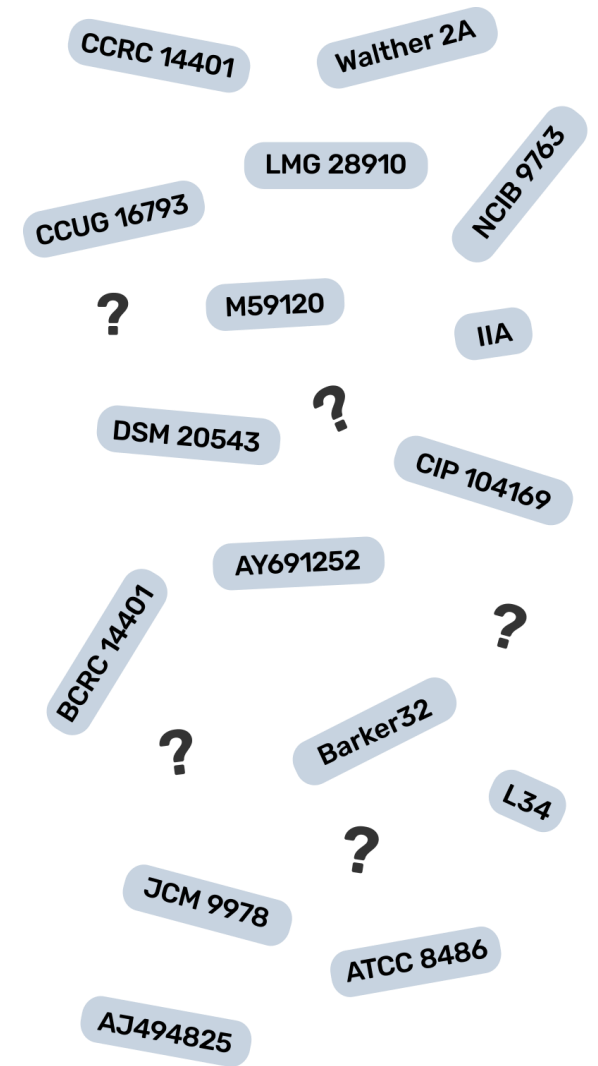 CCRC 14401
Walther 2A
LMG 28910
NCIB 9763
CCUG 16793
?
M59120
IIA
?
DSM 20543
CIP 104169
AY691252
BCRC 14401
?
?
Barker32
L34
?
JCM 9978
ATCC 8486
AJ494825